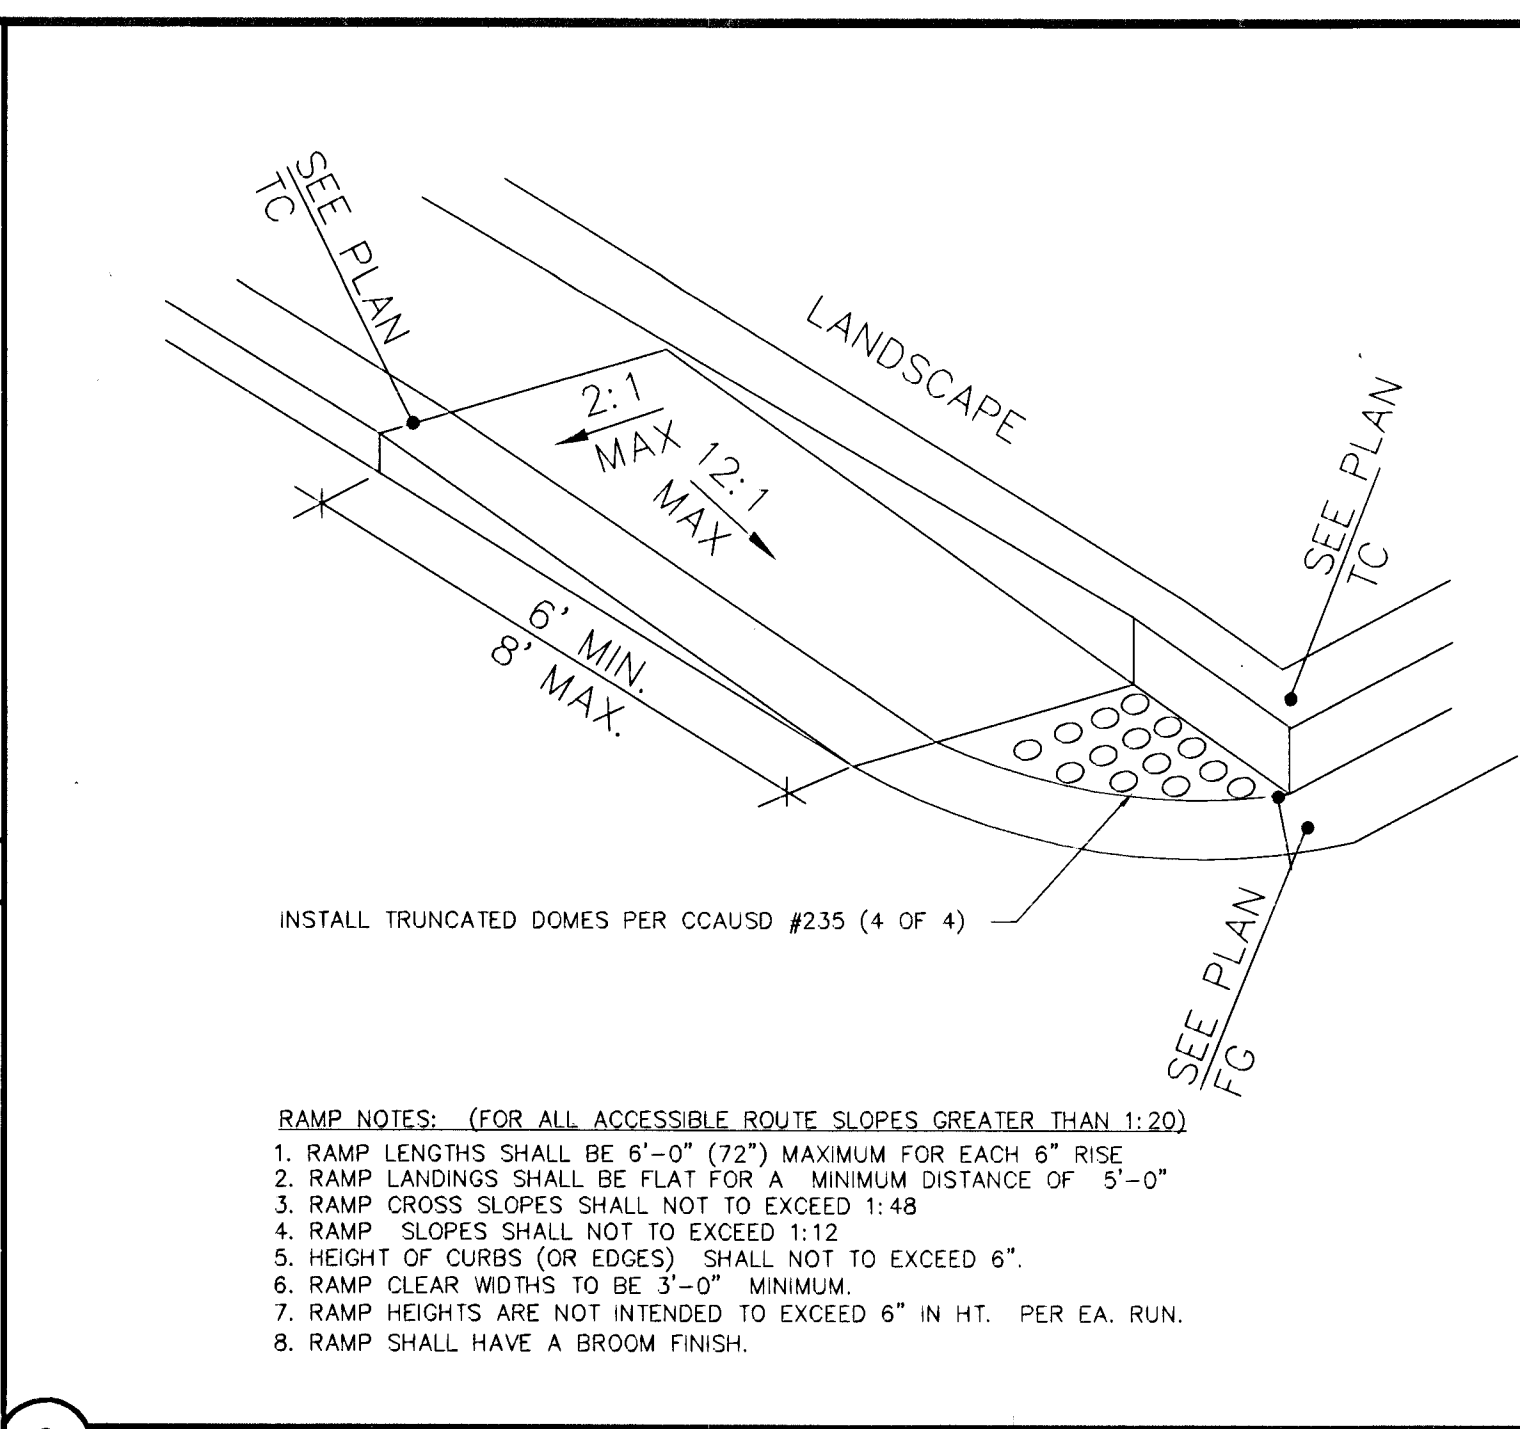 SEE PLAN
TC
LANDSCAPE
2:1
MAX
12:1
MAX
SEE PLAN
TC
6' MIN.
8' MAX.
INSTALL TRUNCATED DOMES PER CCAUSD #235 (4 OF 4)
SEE PLAN
FG
RAMP NOTES: (FOR ALL ACCESSIBLE ROUTE SLOPES GREATER THAN 1:20)
1. RAMP LENGTHS SHALL BE 6'-0" (72") MAXIMUM FOR EACH 6" RISE
2. RAMP LANDINGS SHALL BE FLAT FOR A MINIMUM DISTANCE OF 5'-0"
3. RAMP CROSS SLOPES SHALL NOT TO EXCEED 1:48
4. RAMP SLOPES SHALL NOT TO EXCEED 1:12
5. HEIGHT OF CURBS (OR EDGES) SHALL NOT TO EXCEED 6".
6. RAMP CLEAR WIDTHS TO BE 3'-0" MINIMUM.
7. RAMP HEIGHTS ARE NOT INTENDED TO EXCEED 6" IN HT. PER EA. RUN.
8. RAMP SHALL HAVE A BROOM FINISH.